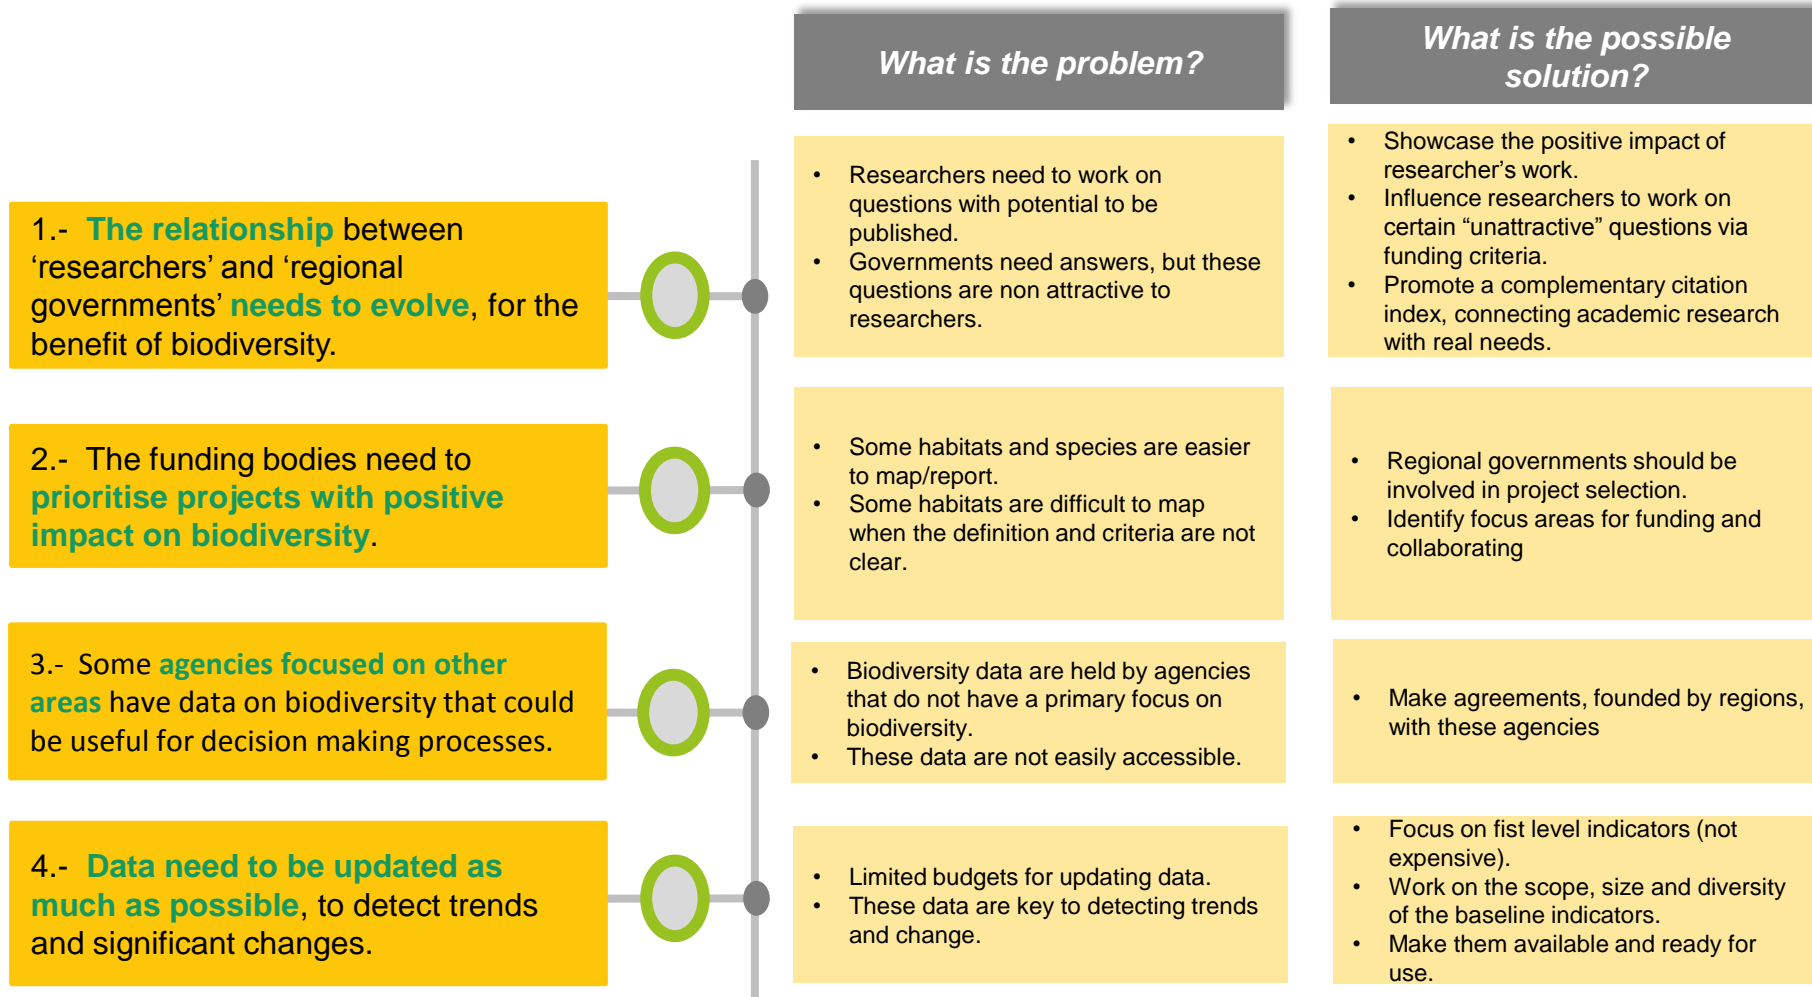 What is the problem?
What is the possible
solution?
1.- The relationship between
‘researchers’ and ‘regional
governments’ needs to evolve, for the
benefit of biodiversity.
• Researchers need to work on
questions with potential to be
published.
• Governments need answers, but these
questions are non attractive to
researchers.
• Showcase the positive impact of
researcher’s work.
• Influence researchers to work on
certain “unattractive” questions via
funding criteria.
• Promote a complementary citation
index, connecting academic research
with real needs.
2.- The funding bodies need to
prioritise projects with positive
impact on biodiversity.
• Some habitats and species are easier
to map/report.
• Some habitats are difficult to map
when the definition and criteria are not
clear.
• Regional governments should be
involved in project selection.
• Identify focus areas for funding and
collaborating
3.- Some agencies focused on other
areas have data on biodiversity that could
be useful for decision making processes.
• Biodiversity data are held by agencies
that do not have a primary focus on
biodiversity.
• These data are not easily accessible.
• Make agreements, founded by regions,
with these agencies
4.- Data need to be updated as
much as possible, to detect trends
and significant changes.
• Limited budgets for updating data.
• These data are key to detecting trends
and change.
• Focus on fist level indicators (not
expensive).
• Work on the scope, size and diversity
of the baseline indicators.
• Make them available and ready for
use.